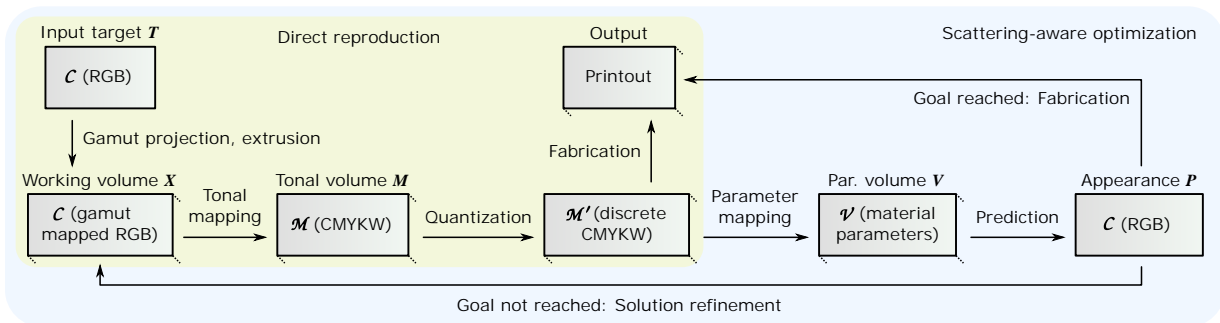 Input target T
Direct reproduction
Output
Scattering-aware optimization
𝓒 (RGB)
Printout
Goal reached: Fabrication
Gamut projection, extrusion
Fabrication
Working volume X
Tonal mapping
Tonal volume M
Parameter mapping
Par. volume V
Appearance P
𝓒 (gamut
mapped RGB)
𝓜 (CMYKW)
Quantization
𝓜′ (discrete
CMYKW)
𝓥 (material
parameters)
Prediction
𝓒 (RGB)
Goal not reached: Solution refinement